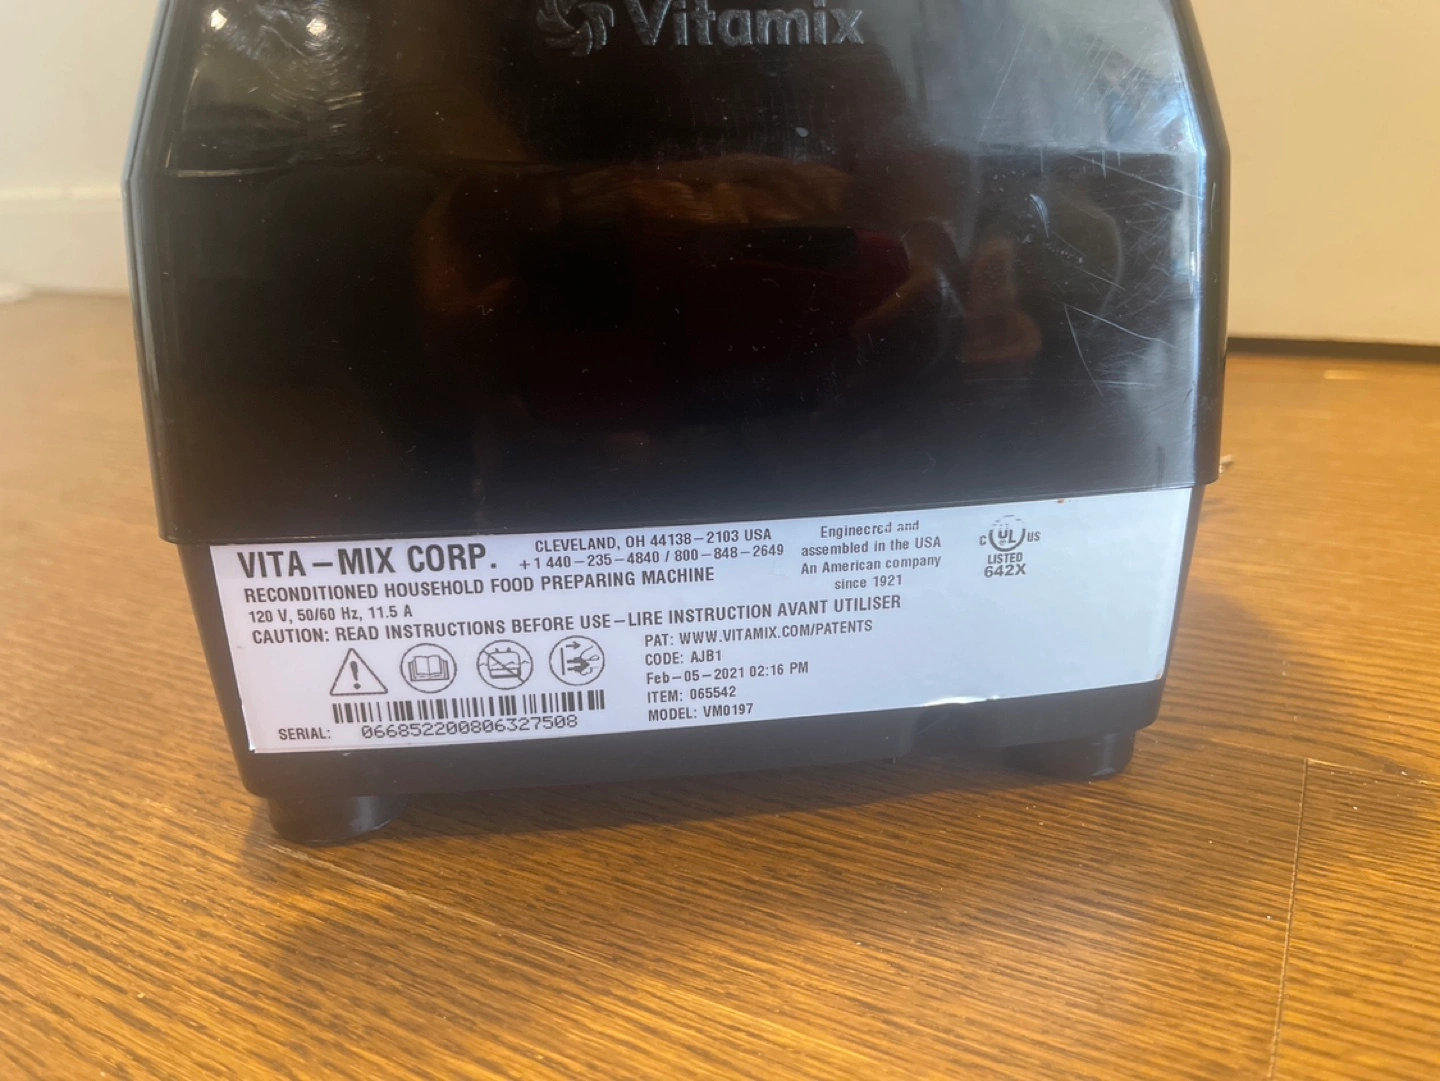 Vitamix
VITA-MIX CORP.
CLEVELAND, OH 44138-2103 USA
+1 440-235-4840 / 800-848-2649
RECONDITIONED HOUSEHOLD FOOD PREPARING MACHINE
120 V, 50/60 Hz, 11.5 A
CAUTION: READ INSTRUCTIONS BEFORE USE-LIRE INSTRUCTION AVANT UTILISER
Engineered and
assembled in the USA
An American company
since 1921
C UL US
LISTED
642X
PAT: WWW.VITAMIX.COM/PATENTS
CODE: AJB1
Feb-05-2021 02:16 PM
ITEM: 065542
MODEL: VM0197
SERIAL: 066852200806327508